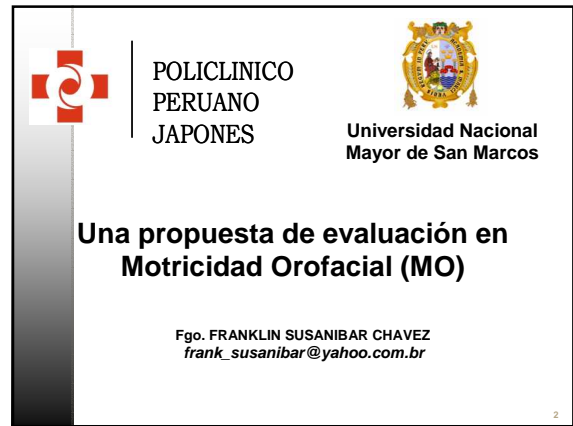 POLICLINICO
PERUANO
JAPONES
Universidad Nacional
Mayor de San Marcos
Una propuesta de evaluación en
Motricidad Orofacial (MO)
Fgo. FRANKLIN SUSANIBAR CHAVEZ
frank_susanibar@yahoo.com.br
2